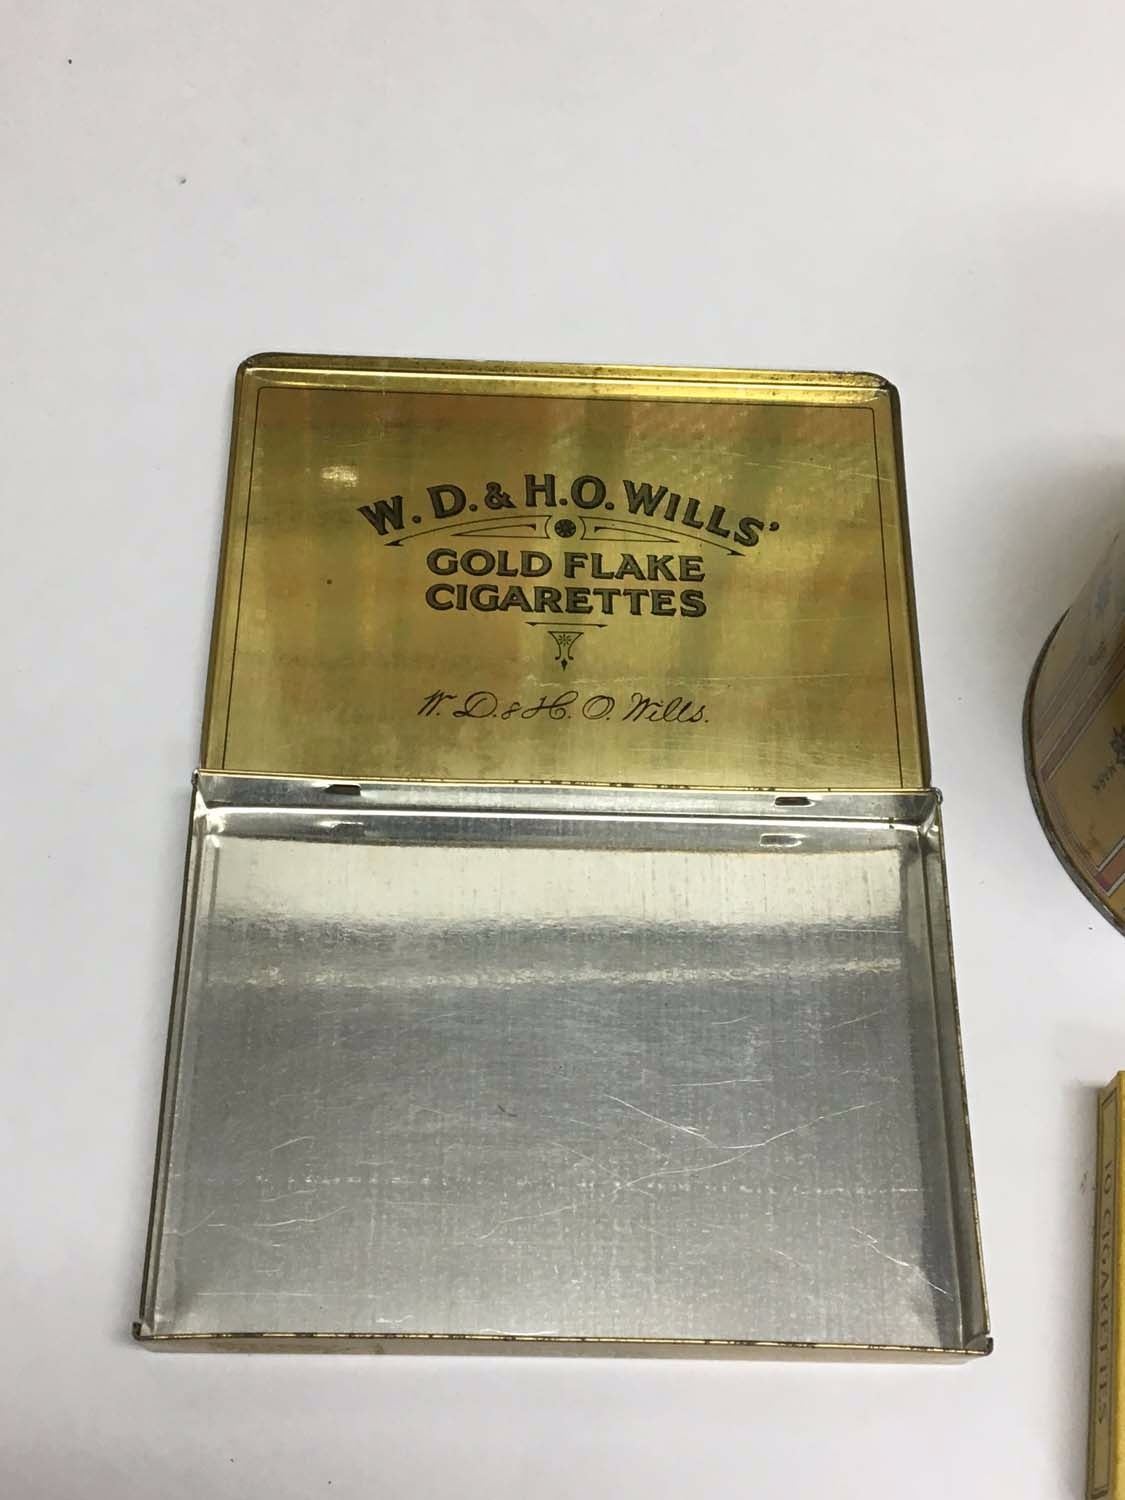 W. D. & H. O. WILLS'
GOLD FLAKE
CIGARETTES
W. D. & H. O. Wills.
10 CIGARETTES